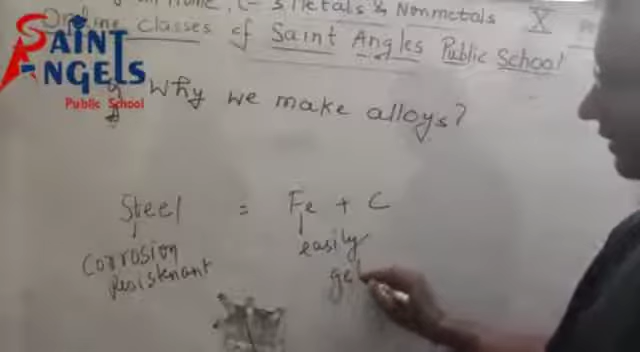 Metals & Nonmetals X
Online classes of Saint Angles Public School
SAINT
ANGELS
Public School
Why we make alloys?
Steel = Fe + C
Corrosion
Resistenant
easily
get